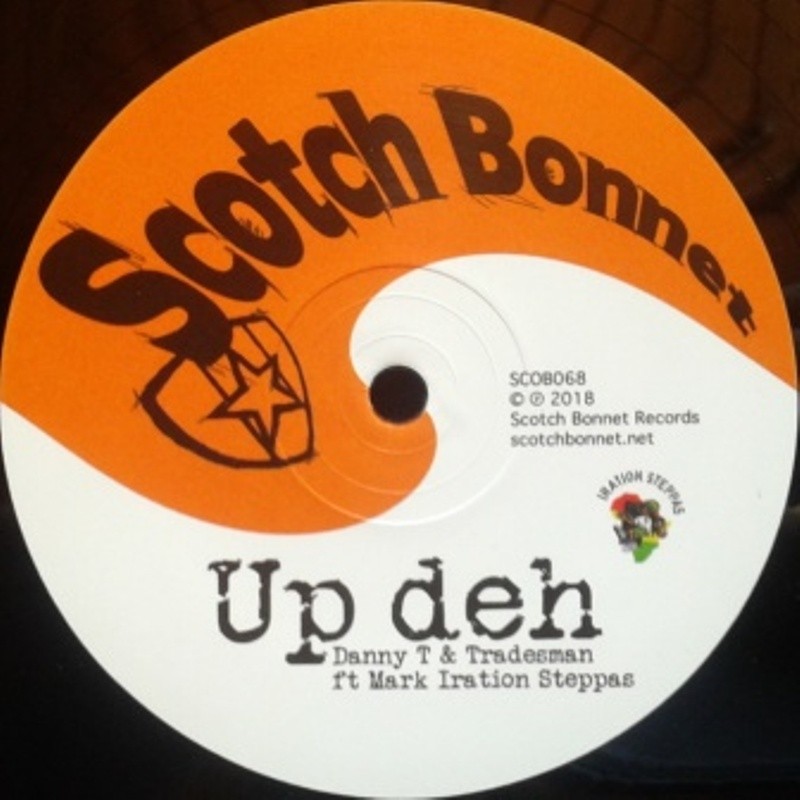 Scotch Bonnet
SCOB068
© ℗ 2018
Scotch Bonnet Records
scotchbonnet.net
IRATION STEPPAS
Up deh
Danny T & Tradesman
ft Mark Iration Steppas